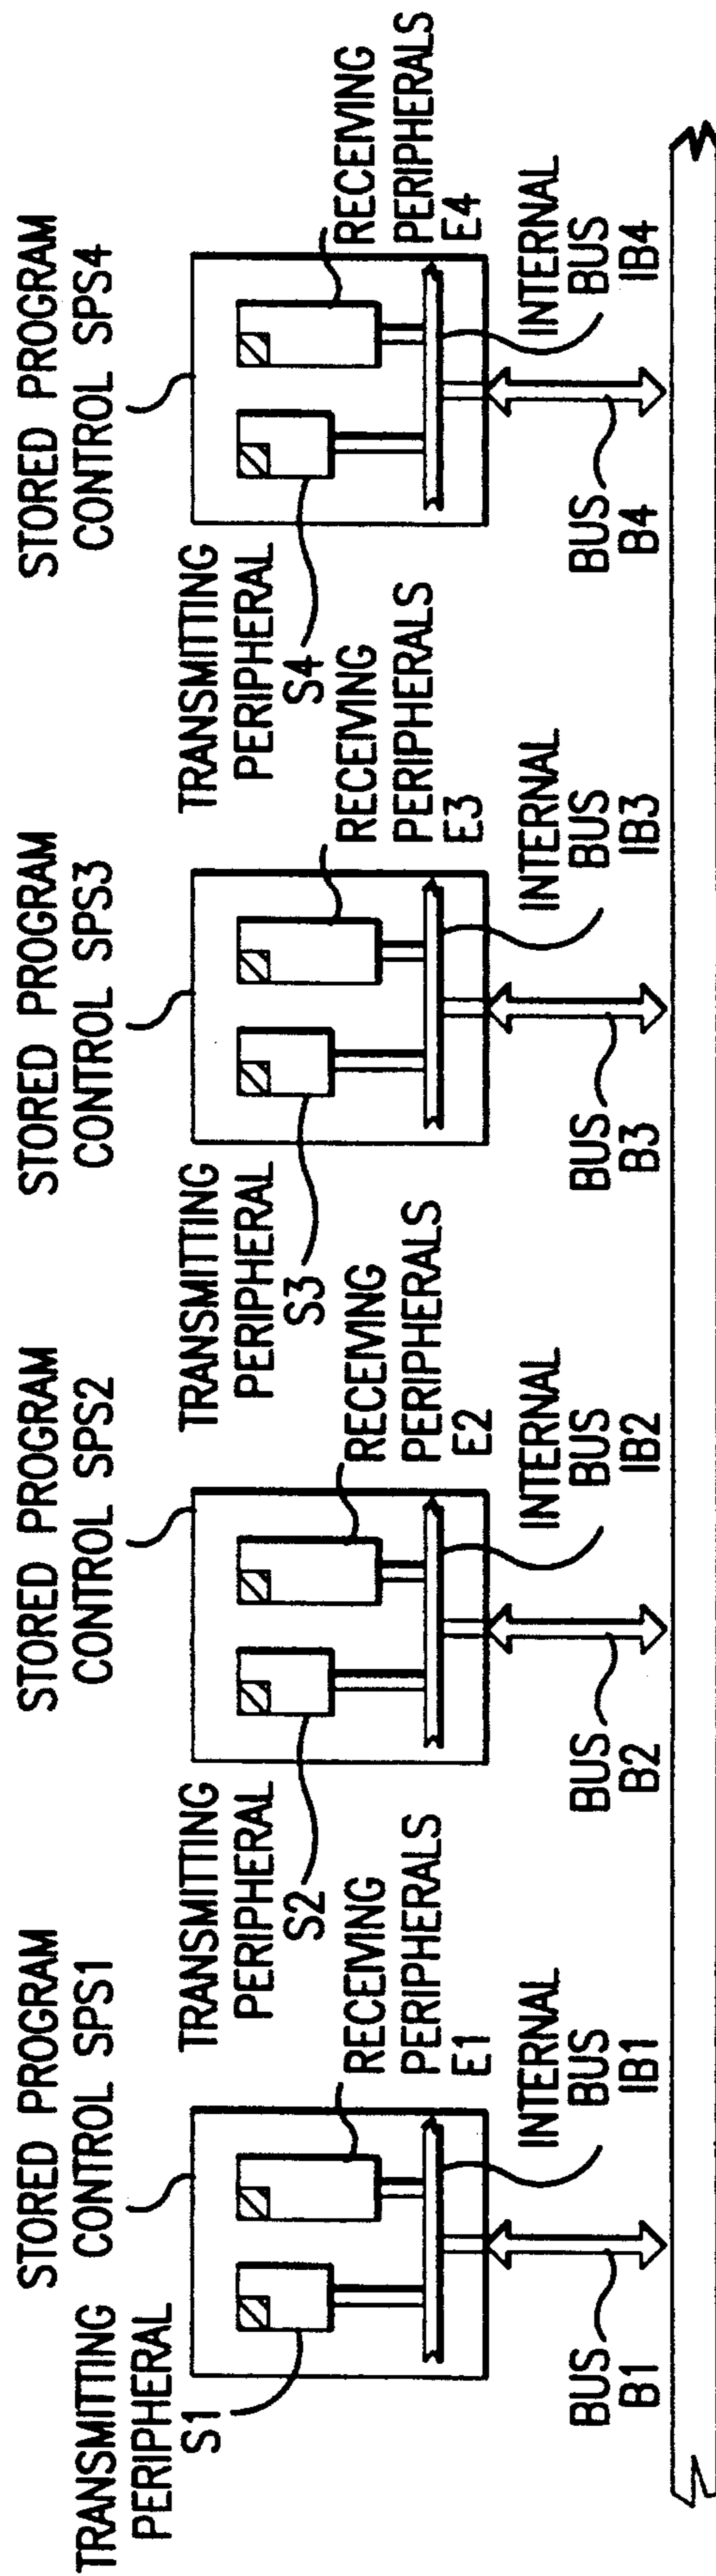 STORED PROGRAM
CONTROL SPS1
TRANSMITTING
PERIPHERAL
S1
RECEIVING
PERIPHERALS
E1
INTERNAL
BUS
IB1
BUS
B1
STORED PROGRAM
CONTROL SPS2
TRANSMITTING
PERIPHERAL
S2
RECEIVING
PERIPHERALS
E2
INTERNAL
BUS
IB2
BUS
B2
STORED PROGRAM
CONTROL SPS3
TRANSMITTING
PERIPHERAL
S3
RECEIVING
PERIPHERALS
E3
INTERNAL
BUS
IB3
BUS
B3
STORED PROGRAM
CONTROL SPS4
TRANSMITTING
PERIPHERAL
S4
RECEIVING
PERIPHERALS
E4
INTERNAL
BUS
IB4
BUS
B4